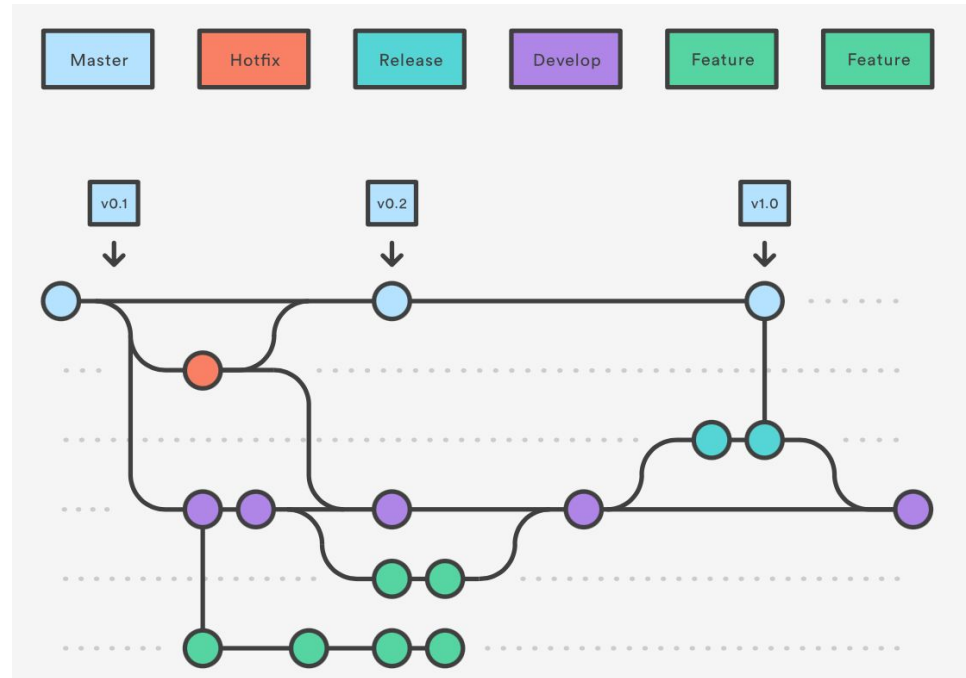 Master
Hotfix
Release
Develop
Feature
Feature
v0.1
v0.2
v1.0